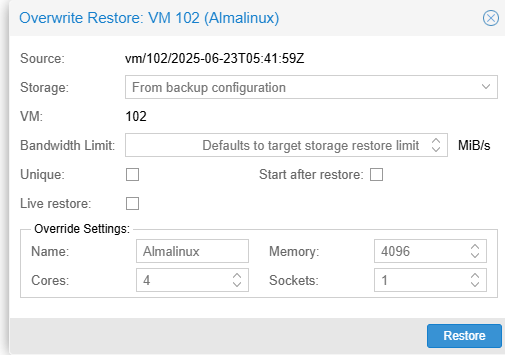 Overwrite Restore: VM 102 (Almalinux)
Source: vm/102/2025-06-23T05:41:59Z
Storage: From backup configuration
VM: 102
Bandwidth Limit: Defaults to target storage restore limit MiB/s
Unique: Start after restore:
Live restore:
Override Settings:
Name: Almalinux Memory: 4096
Cores: 4 Sockets: 1
Restore